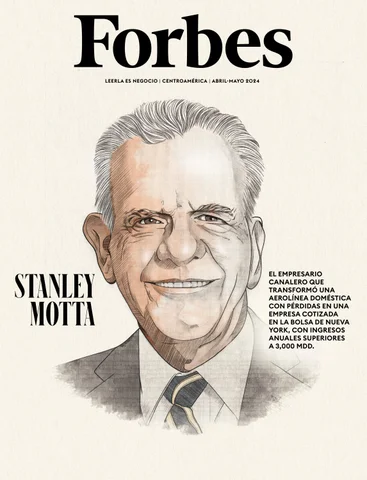 Forbes
LEERLA ES NEGOCIO | CENTROAMÉRICA | ABRIL-MAYO 2024
STANLEY
MOTTA
EL EMPRESARIO
CANALERO QUE
TRANSFORMÓ UNA
AEROLÍNEA DOMÉSTICA
CON PÉRDIDAS EN UNA
EMPRESA COTIZADA
EN LA BOLSA DE NUEVA
YORK, CON INGRESOS
ANUALES SUPERIORES
A 3,000 MDD.